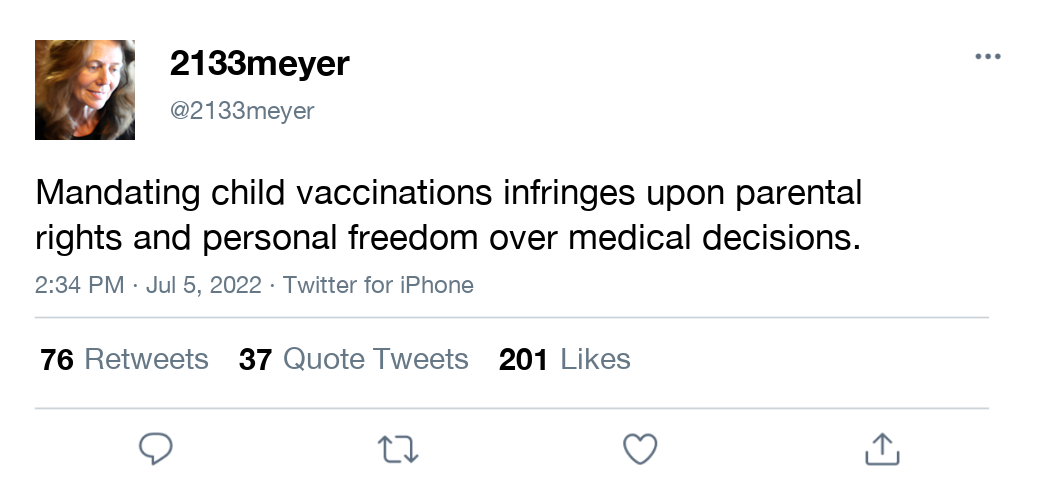 2133meyer
@2133meyer
Mandating child vaccinations infringes upon parental
rights and personal freedom over medical decisions.
2:34 PM · Jul 5, 2022 · Twitter for iPhone
76 Retweets 37 Quote Tweets 201 Likes